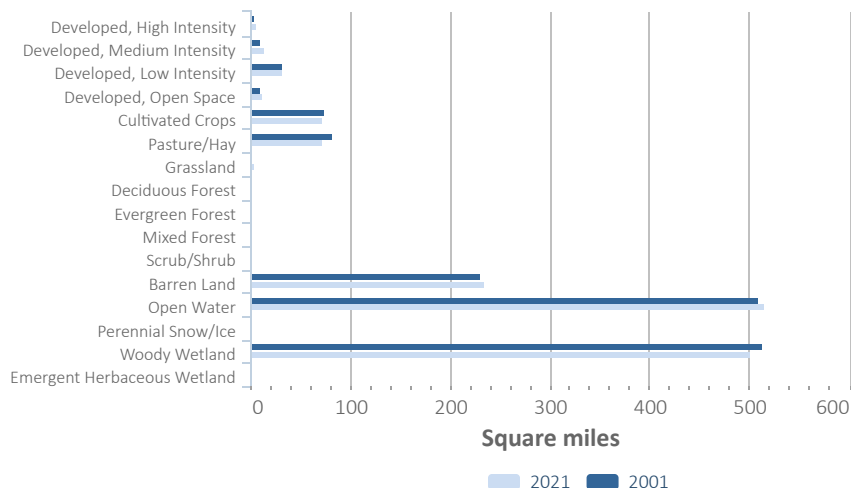 Developed, High Intensity
Developed, Medium Intensity
Developed, Low Intensity
Developed, Open Space
Cultivated Crops
Pasture/Hay
Grassland
Deciduous Forest
Evergreen Forest
Mixed Forest
Scrub/Shrub
Barren Land
Open Water
Perennial Snow/Ice
Woody Wetland
Emergent Herbaceous Wetland
0 100 200 300 400 500 600
Square miles
2021 2001